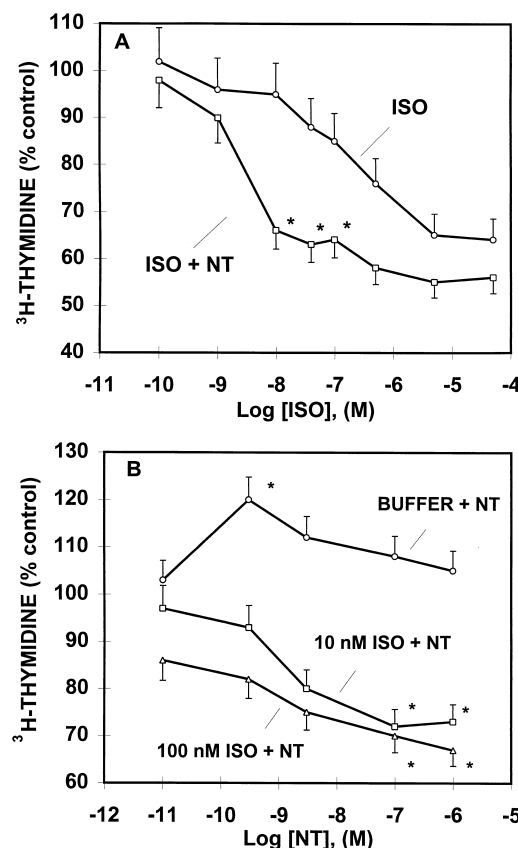 110
A
100
90
ISO
80
70
* * *
60
ISO + NT
50
40
³H-THYMIDINE (% control)
-11 -10 -9 -8 -7 -6 -5 -4
Log [ISO], (M)
130
B
120
*
BUFFER + NT
110
100
90
10 nM ISO + NT
80
* *
70
100 nM ISO + NT
* *
60
³H-THYMIDINE (% control)
-12 -11 -10 -9 -8 -7 -6 -5
Log [NT], (M)